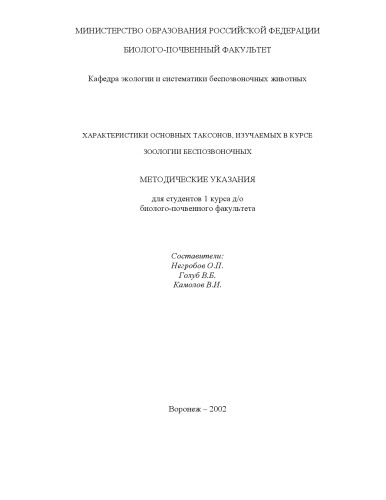 МИНИСТЕРСТВО ОБРАЗОВАНИЯ РОССИЙСКОЙ ФЕДЕРАЦИИ
БИОЛОГО-ПОЧВЕННЫЙ ФАКУЛЬТЕТ
Кафедра экологии и систематики беспозвоночных животных
ХАРАКТЕРИСТИКИ ОСНОВНЫХ ТАКСОНОВ, ИЗУЧАЕМЫХ В КУРСЕ
ЗООЛОГИИ БЕСПОЗВОНОЧНЫХ
МЕТОДИЧЕСКИЕ УКАЗАНИЯ
для студентов 1 курса д/о
биолого-почвенного факультета
Составители:
Негробов О.П.
Голуб В.Б.
Камолов В.И.
Воронеж – 2002